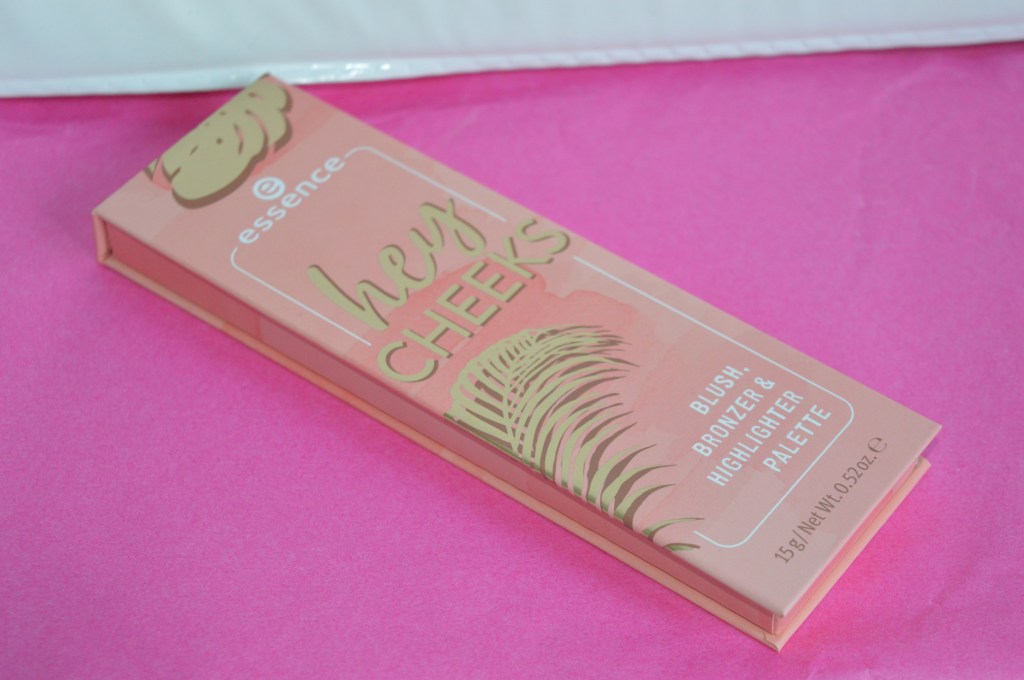 essence
hey
CHEEKS
BLUSH,
BRONZER &
HIGHLIGHTER
PALETTE
15 g / Net Wt. 0.52 oz. ℮